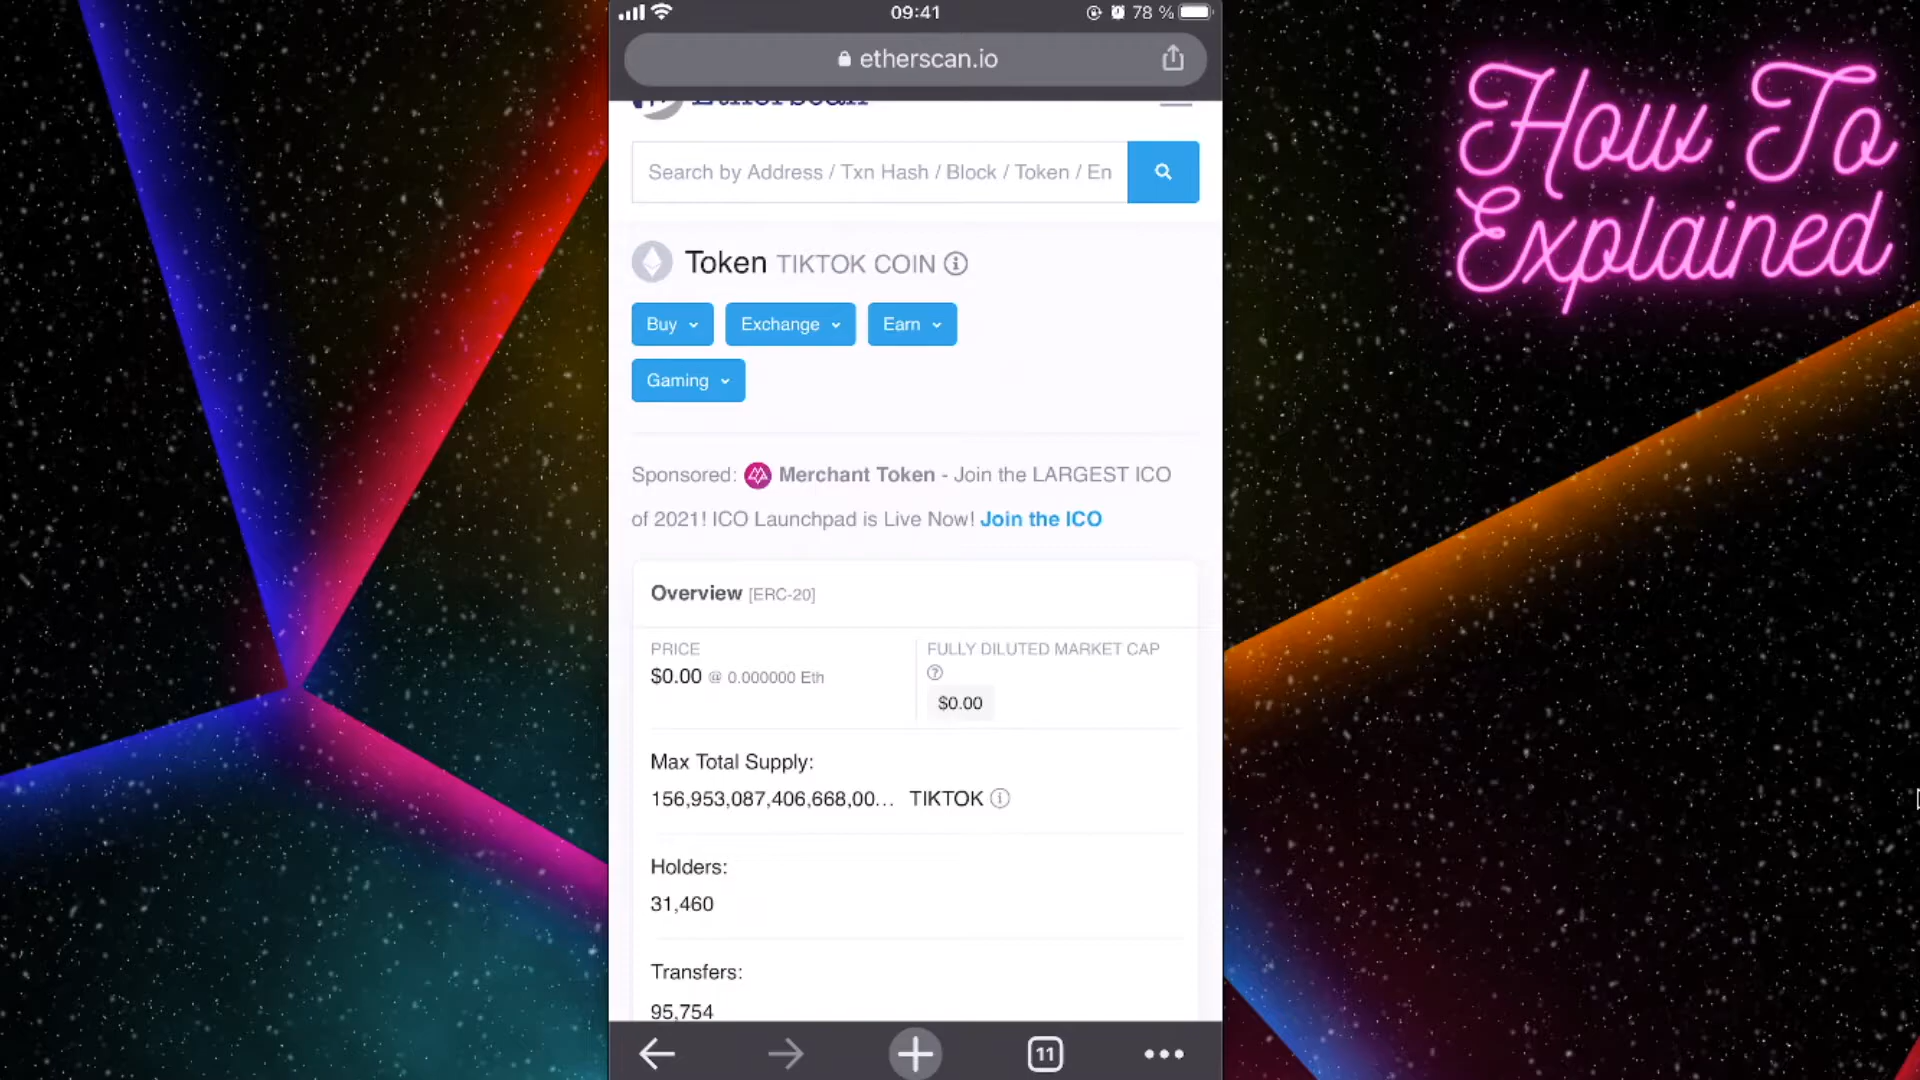 09:41
78 %
etherscan.io
Etherscan
Search by Address / Txn Hash / Block / Token / En
Token TIKTOK COIN
Buy
Exchange
Earn
Gaming
Sponsored: Merchant Token - Join the LARGEST ICO
of 2021! ICO Launchpad is Live Now! Join the ICO
Overview [ERC-20]
PRICE
$0.00 @ 0.000000 Eth
FULLY DILUTED MARKET CAP
$0.00
Max Total Supply:
156,953,087,406,668,00... TIKTOK
Holders:
31,460
Transfers:
95,754
11
How To
Explained